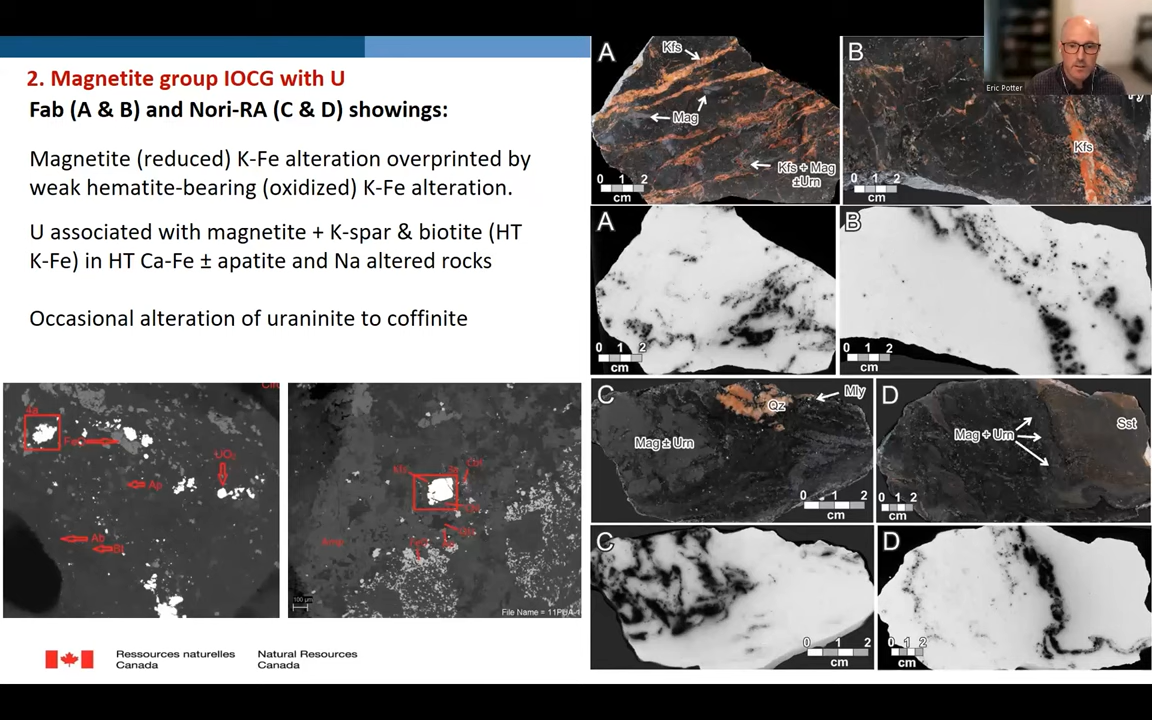 2. Magnetite group IOCG with U
Fab (A & B) and Nori-RA (C & D) showings:
Magnetite (reduced) K-Fe alteration overprinted by
weak hematite-bearing (oxidized) K-Fe alteration.
U associated with magnetite + K-spar & biotite (HT
K-Fe) in HT Ca-Fe ± apatite and Na altered rocks
Occasional alteration of uraninite to coffinite
4a
UO₂
Ap
Ab
Bt
100 µm
File Name = 11PUA-1
Ressources naturelles
Canada
Natural Resources
Canada
A
Kfs
Mag
Kfs + Mag
±Urn
0 1 2
cm
B
Kfs
0 1 2
cm
Eric Potter
A
0 1 2
cm
B
0 1 2
cm
C
Qz
Mly
Mag ± Urn
0 1 2
cm
D
Mag + Urn
Sst
0 1 2
cm
C
0 1 2
cm
D
0 1 2
cm